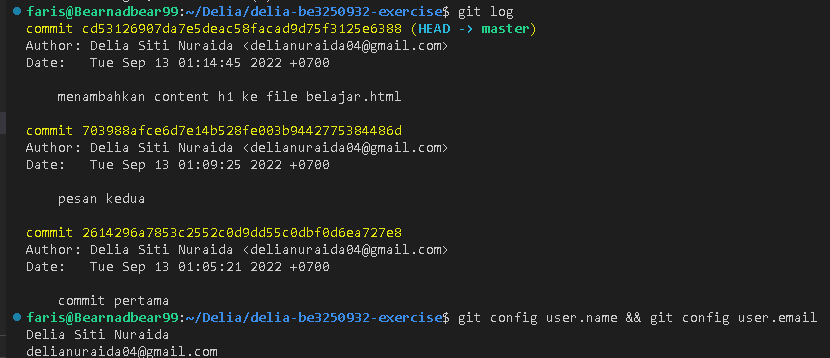 faris@Bearnadbear99:~/Delia/delia-be3250932-exercise$ git log
commit cd53126907da7e5deac58facad9d75f3125e6388 (HEAD -> master)
Author: Delia Siti Nuraida <delianuraida04@gmail.com>
Date:   Tue Sep 13 01:14:45 2022 +0700
menambahkan content h1 ke file belajar.html
commit 703988afce6d7e14b528fe003b9442775384486d
Author: Delia Siti Nuraida <delianuraida04@gmail.com>
Date:   Tue Sep 13 01:09:25 2022 +0700
pesan kedua
commit 2614296a7853c2552c0d9dd55c0dbf0d6ea727e8
Author: Delia Siti Nuraida <delianuraida04@gmail.com>
Date:   Tue Sep 13 01:05:21 2022 +0700
commit pertama
faris@Bearnadbear99:~/Delia/delia-be3250932-exercise$ git config user.name && git config user.email
Delia Siti Nuraida
delianuraida04@gmail.com